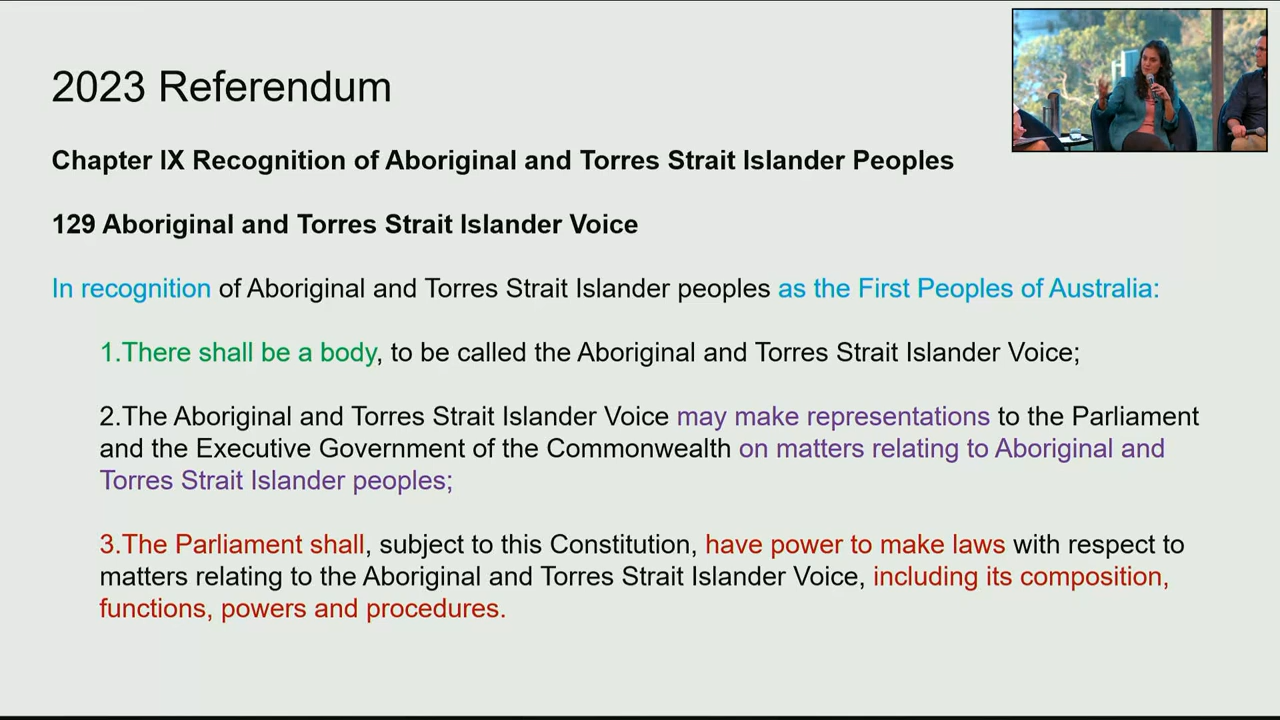 2023 Referendum
Chapter IX Recognition of Aboriginal and Torres Strait Islander Peoples
129 Aboriginal and Torres Strait Islander Voice
In recognition of Aboriginal and Torres Strait Islander peoples as the First Peoples of Australia:
1.There shall be a body, to be called the Aboriginal and Torres Strait Islander Voice;
2.The Aboriginal and Torres Strait Islander Voice may make representations to the Parliament
and the Executive Government of the Commonwealth on matters relating to Aboriginal and
Torres Strait Islander peoples;
3.The Parliament shall, subject to this Constitution, have power to make laws with respect to
matters relating to the Aboriginal and Torres Strait Islander Voice, including its composition,
functions, powers and procedures.